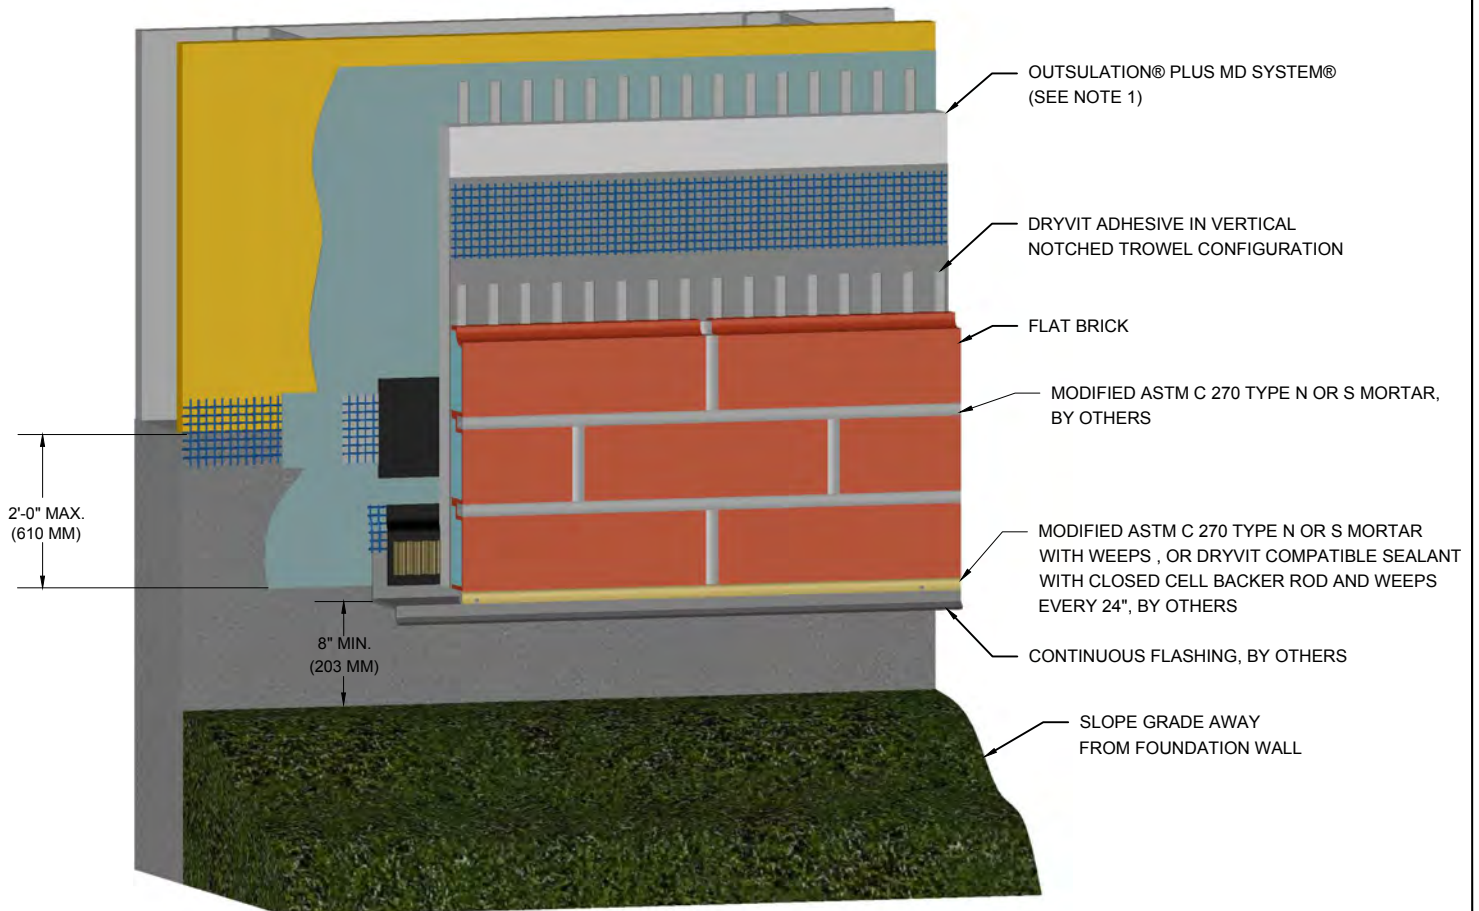 OUTSULATION® PLUS MD SYSTEM®
(SEE NOTE 1)
DRYVIT ADHESIVE IN VERTICAL
NOTCHED TROWEL CONFIGURATION
FLAT BRICK
MODIFIED ASTM C 270 TYPE N OR S MORTAR,
BY OTHERS
2'-0" MAX.
(610 MM)
MODIFIED ASTM C 270 TYPE N OR S MORTAR
WITH WEEPS , OR DRYVIT COMPATIBLE SEALANT
WITH CLOSED CELL BACKER ROD AND WEEPS
EVERY 24", BY OTHERS
8" MIN.
(203 MM)
CONTINUOUS FLASHING, BY OTHERS
SLOPE GRADE AWAY
FROM FOUNDATION WALL